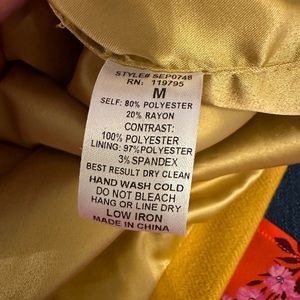 STYLE# SEP0746
RN: 119795
M
SELF: 80% POLYESTER
20% RAYON
CONTRAST:
100% POLYESTER
LINING: 97% POLYESTER
3% SPANDEX
BEST RESULT DRY CLEAN
HAND WASH COLD
DO NOT BLEACH
HANG OR LINE DRY
LOW IRON
MADE IN CHINA